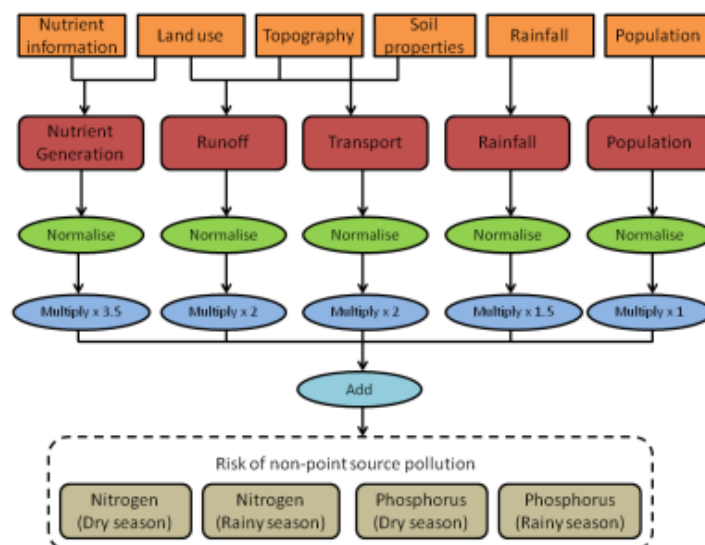 Nutrient
information
Land use
Topography
Soil
properties
Rainfall
Population
Nutrient
Generation
Runoff
Transport
Rainfall
Population
Normalise
Normalise
Normalise
Normalise
Normalise
Multiply x 3.5
Multiply x 2
Multiply x 2
Multiply x 1.5
Multiply x 1
Add
Risk of non-point source pollution
Nitrogen
(Dry season)
Nitrogen
(Rainy season)
Phosphorus
(Dry season)
Phosphorus
(Rainy season)